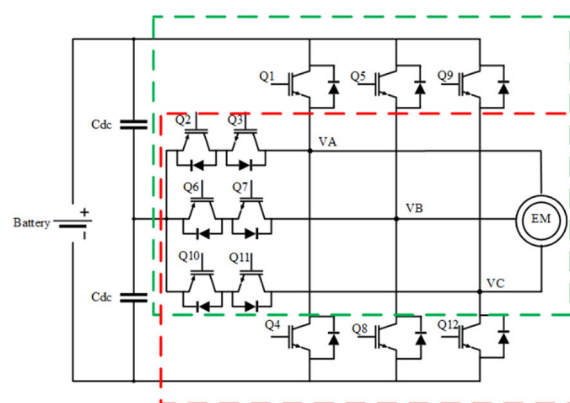 Q1
Q5
Q9
Cdc
Q2
Q3
VA
Q6
Q7
VB
EM
Battery
+
-
Q10
Q11
VC
Cdc
Q4
Q8
Q12